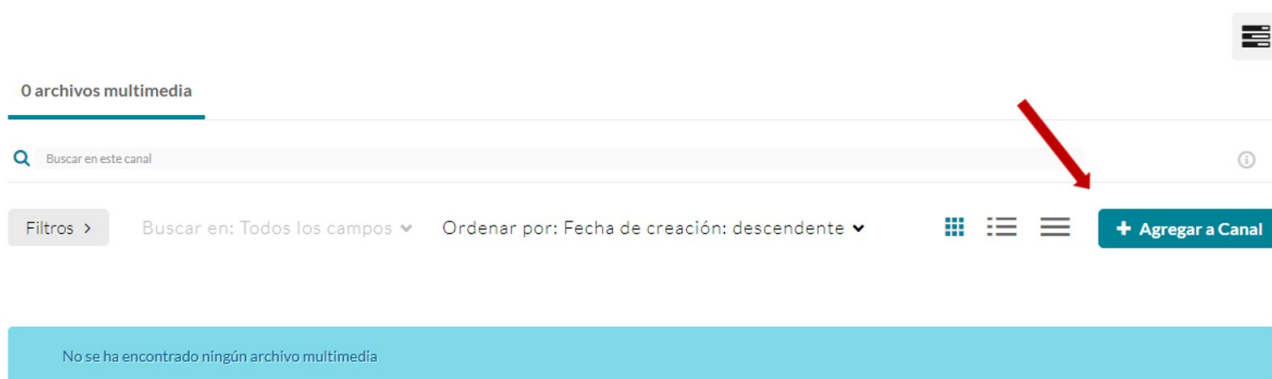 0 archivos multimedia
Buscar en este canal
Filtros > Buscar en: Todos los campos Ordenar por: Fecha de creación: descendente + Agregar a Canal
No se ha encontrado ningún archivo multimedia